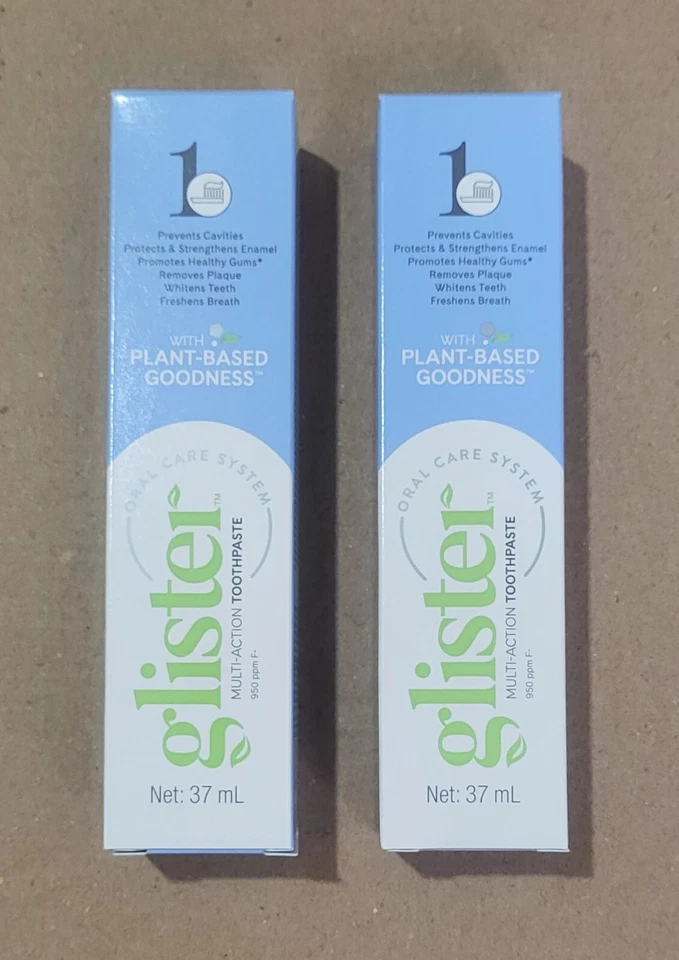 1
Prevents Cavities
Protects & Strengthens Enamel
Promotes Healthy Gums*
Removes Plaque
Whitens Teeth
Freshens Breath
WITH
PLANT-BASED
GOODNESS™
ORAL CARE SYSTEM
glister™
MULTI-ACTION TOOTHPASTE
950 ppm F-
Net: 37 mL
1
Prevents Cavities
Protects & Strengthens Enamel
Promotes Healthy Gums*
Removes Plaque
Whitens Teeth
Freshens Breath
WITH
PLANT-BASED
GOODNESS™
ORAL CARE SYSTEM
glister™
MULTI-ACTION TOOTHPASTE
950 ppm F-
Net: 37 mL